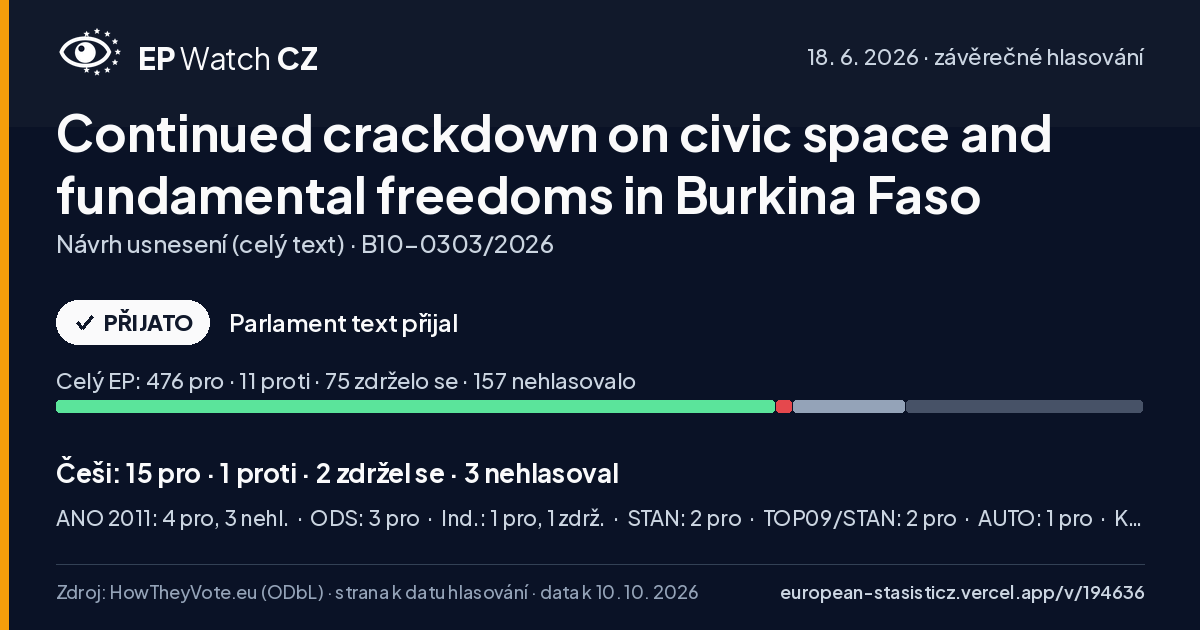 EP Watch CZ
18. 6. 2026 · závěrečné hlasování
Continued crackdown on civic space and
fundamental freedoms in Burkina Faso
Návrh usnesení (celý text) · B10-0303/2026
✓ PŘIJATO
Parlament text přijal
Celý EP: 476 pro · 11 proti · 75 zdrželo se · 157 nehlasovalo
Češi: 15 pro · 1 proti · 2 zdržel se · 3 nehlasoval
ANO 2011: 4 pro, 3 nehl. · ODS: 3 pro · Ind.: 1 pro, 1 zdrž. · STAN: 2 pro · TOP09/STAN: 2 pro · AUTO: 1 pro · K…
Zdroj: HowTheyVote.eu (ODbL) · strana k datu hlasování · data k 10. 10. 2026
european-stasisticz.vercel.app/v/194636